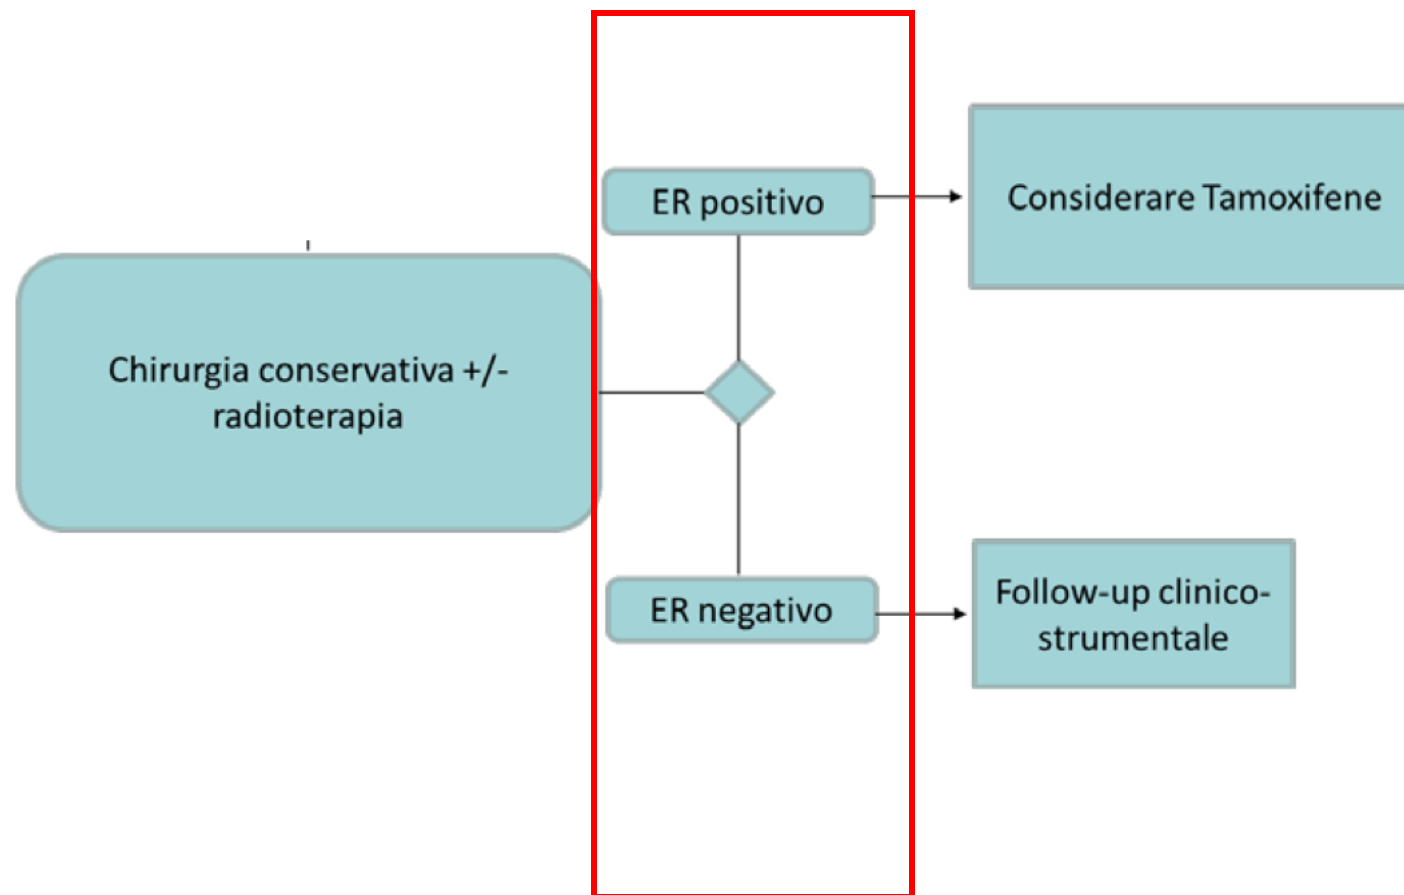 ER positivo
Considerare Tamoxifene
Chirurgia conservativa +/-
radioterapia
ER negativo
Follow-up clinico-
strumentale